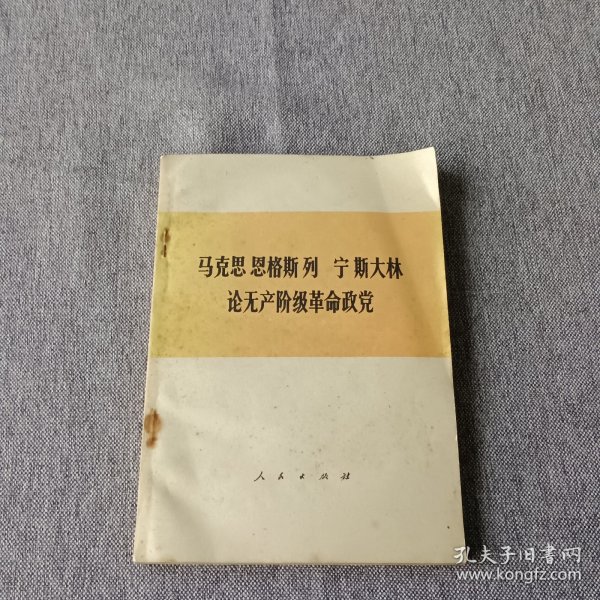 马克思 恩格斯 列 宁 斯大林
论无产阶级革命政党
人民出版社
孔夫子旧书网
www.kongfz.com